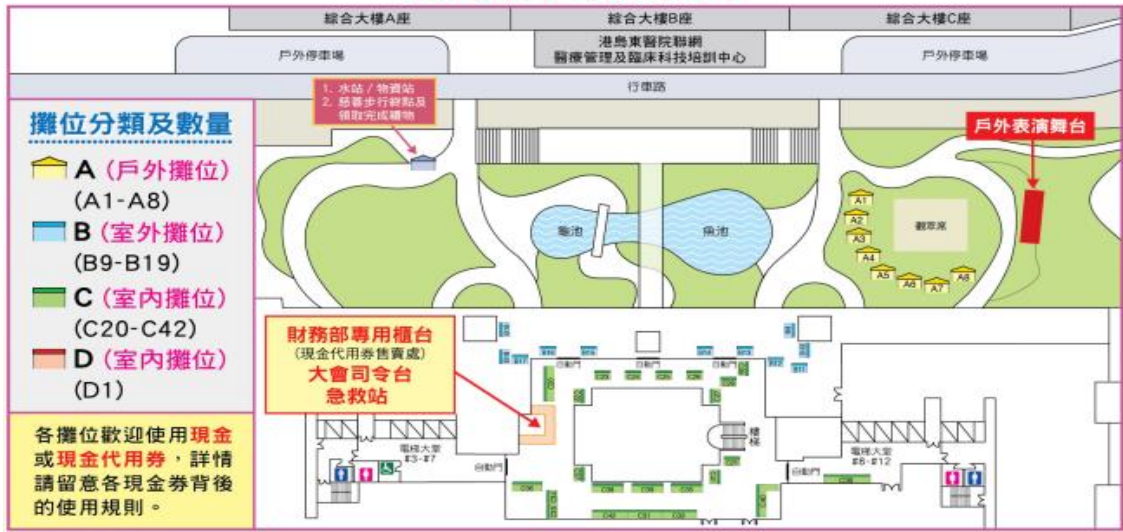 綜合大樓A座
綜合大樓B座
綜合大樓C座
戶外停車場
港島東醫院聯網
醫療管理及臨床科技培訓中心
戶外停車場
行車路
1. 水站 / 物資站
2. 慈善步行終點及
領取完成禮物
戶外表演舞台
攤位分類及數量
A (戶外攤位)
(A1-A8)
B (室外攤位)
(B9-B19)
C (室內攤位)
(C20-C42)
D (室內攤位)
(D1)
龜池
魚池
觀眾席
A1
A2
A3
A4
A5
A6
A7
A8
財務部專用櫃台
(現金代用券售賣處)
大會司令台
急救站
自動門
自動門
自動門
樓梯
電梯大堂
#3-#7
自動門
自動門
電梯大堂
#8-#12
各攤位歡迎使用現金
或現金代用券，詳情
請留意各現金券背後
的使用規則。